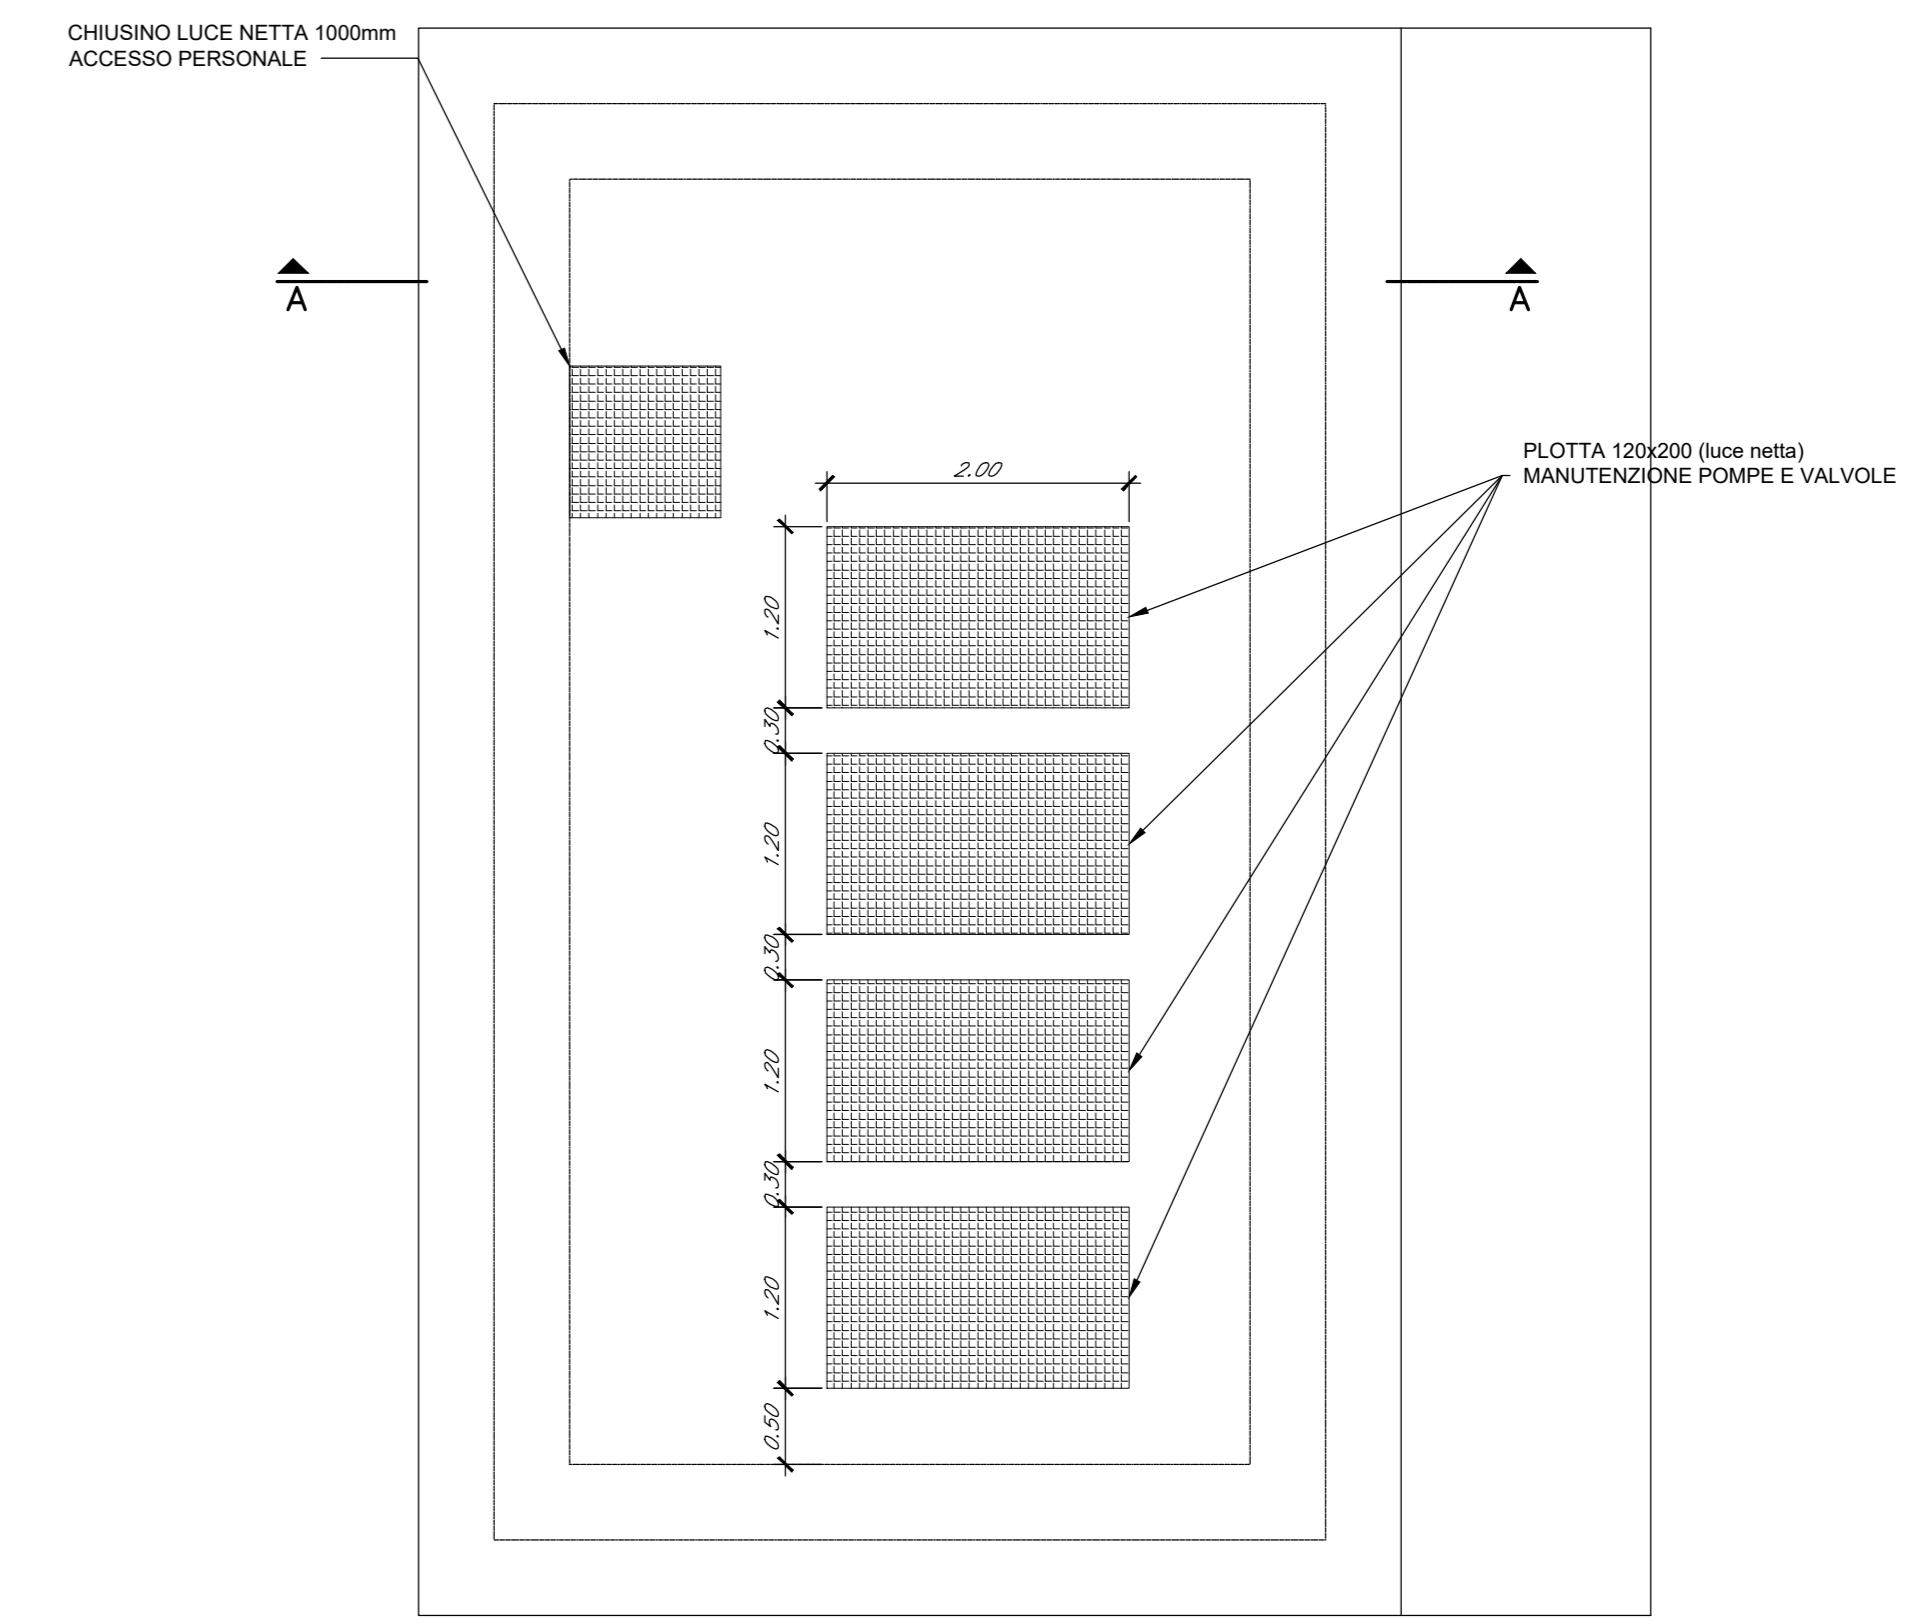 CHIUSINO LUCE NETTA 1000mm
ACCESSO PERSONALE
A
A
PLOTTA 120x200 (luce netta)
MANUTENZIONE POMPE E VALVOLE
2.00
1.20
0.30
1.20
0.30
1.20
0.30
1.20
0.50